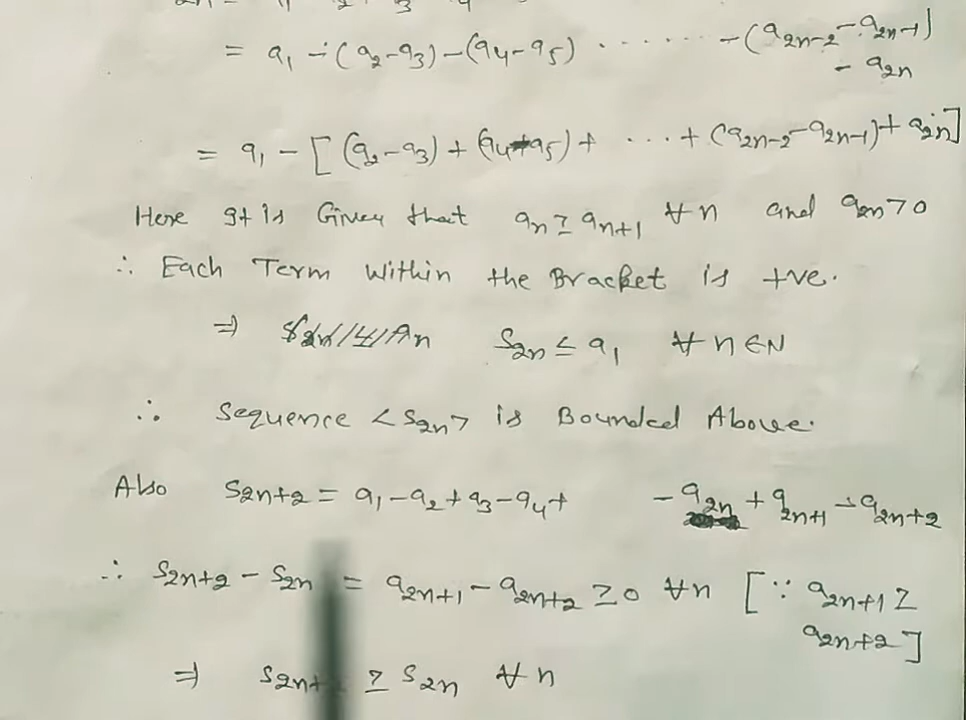 = a₁ - (a₂-a₃) - (a₄-a₅) ....... - (a₂ₙ₋₂ - a₂ₙ₋₁)
- a₂ₙ
= a₁ - [ (a₂-a₃) + (a₄-a₅) + ... + (a₂ₙ₋₂ - a₂ₙ₋₁) + a₂ₙ]
Here It is Given that aₙ ≥ aₙ₊₁ ∀ n and a₂ₙ > 0
∴ Each Term Within the Bracket is +ve.
⇒ S₂ₙ ≤ a₁ ∀ n ∈ N
∴ Sequence <S₂ₙ> is Bounded Above.
Also S₂ₙ₊₂ = a₁ - a₂ + a₃ - a₄ + - a₂ₙ + a₂ₙ₊₁ - a₂ₙ₊₂
∴ S₂ₙ₊₂ - S₂ₙ = a₂ₙ₊₁ - a₂ₙ₊₂ ≥ 0 ∀ n [∵ a₂ₙ₊₁ ≥
a₂ₙ₊₂]
⇒ S₂ₙ₊ ≥ S₂ₙ ∀ n